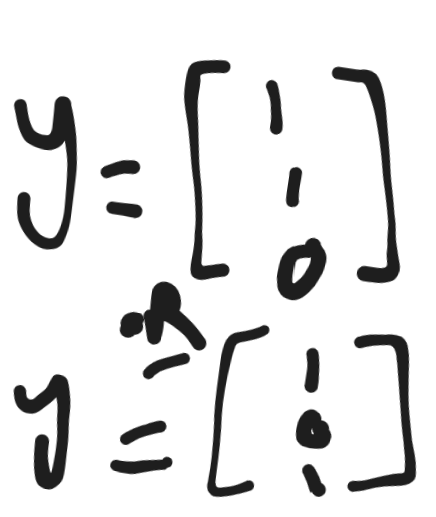 y = [ 1
1
0 ]
y = [ 1
0
1 ]